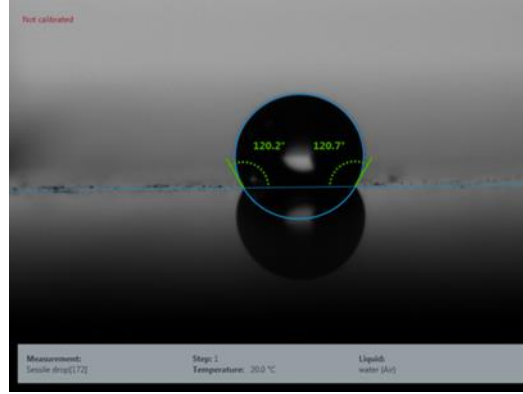 Not calibrated
120.2° 120.7°
Measurement: Step: 1 Liquid:
Sessile drop[172] Temperature: 20.0 °C water (Air)